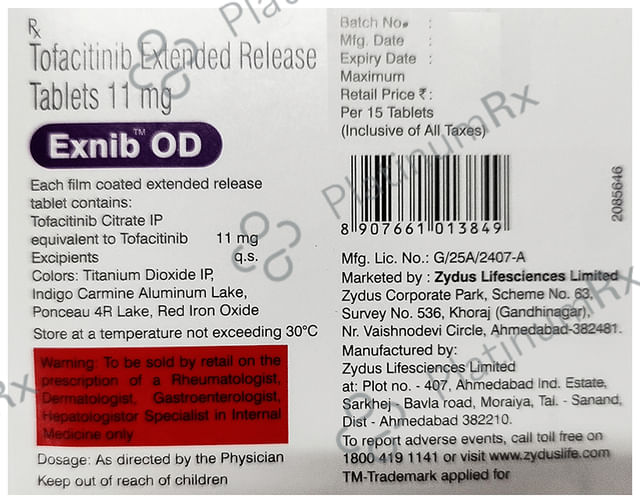 Rx
Tofacitinib Extended Release
Tablets 11 mg
Exnib™ OD
Each film coated extended release
tablet contains:
Tofacitinib Citrate IP
equivalent to Tofacitinib 11 mg
Excipients q.s.
Colors: Titanium Dioxide IP,
Indigo Carmine Aluminum Lake,
Ponceau 4R Lake, Red Iron Oxide
Store at a temperature not exceeding 30°C
Warning: To be sold by retail on the
prescription of a Rheumatologist,
Dermatologist, Gastroenterologist,
Hepatologistor Specialist in Internal
Medicine only
Dosage: As directed by the Physician
Keep out of reach of children
Batch No. :
Mfg. Date :
Expiry Date :
Maximum
Retail Price ₹ :
Per 15 Tablets
(Inclusive of All Taxes)
8 907661 013849
2085646
Mfg. Lic. No.: G/25A/2407-A
Marketed by : Zydus Lifesciences Limited
Zydus Corporate Park, Scheme No. 63,
Survey No. 536, Khoraj (Gandhinagar),
Nr. Vaishnodevi Circle, Ahmedabad-382481.
Manufactured by:
Zydus Lifesciences Limited
at: Plot no. - 407, Ahmedabad Ind. Estate,
Sarkhej - Bavla road, Moraiya, Tal. - Sanand,
Dist - Ahmedabad 382210.
To report adverse events, call toll free on
1800 419 1141 or visit www.zyduslife.com
TM-Trademark applied for
PlatinumRx
PlatinumRx
PlatinumRx
Rx